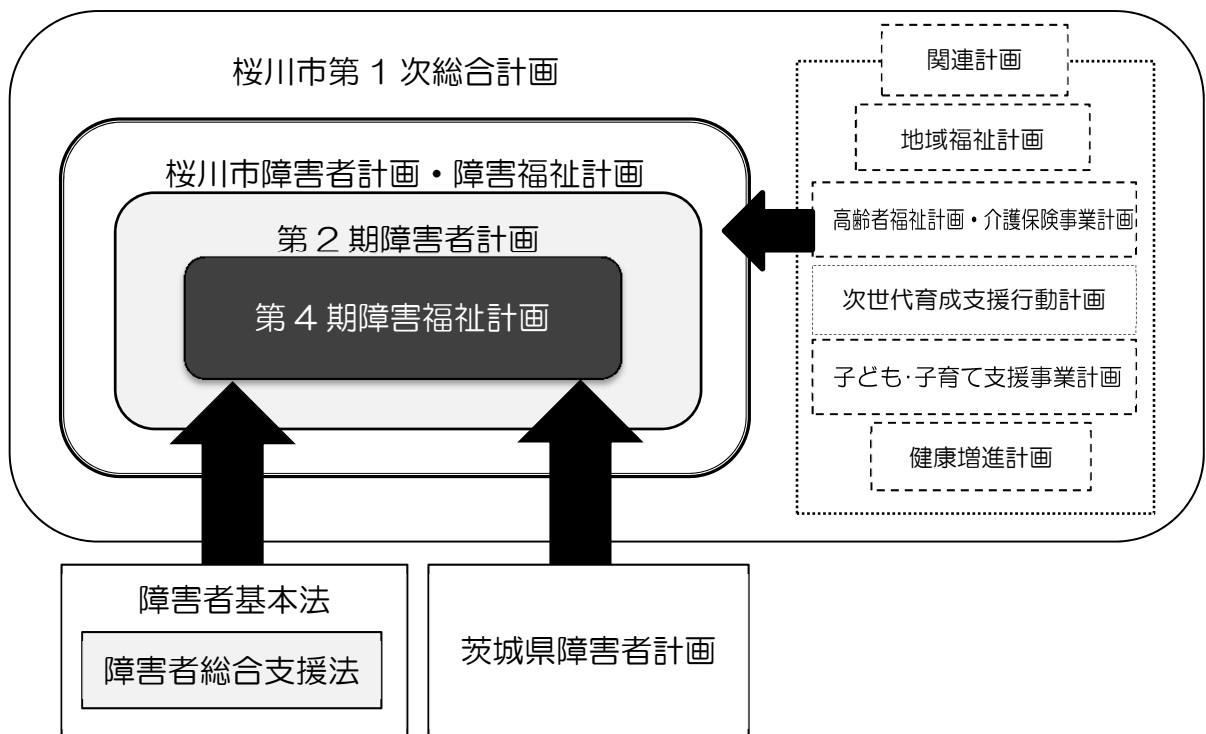 桜川市第１次総合計画
桜川市障害者計画・障害福祉計画
第２期障害者計画
第４期障害福祉計画
関連計画
地域福祉計画
高齢者福祉計画・介護保険事業計画
次世代育成支援行動計画
子ども･子育て支援事業計画
健康増進計画
障害者基本法
障害者総合支援法
茨城県障害者計画